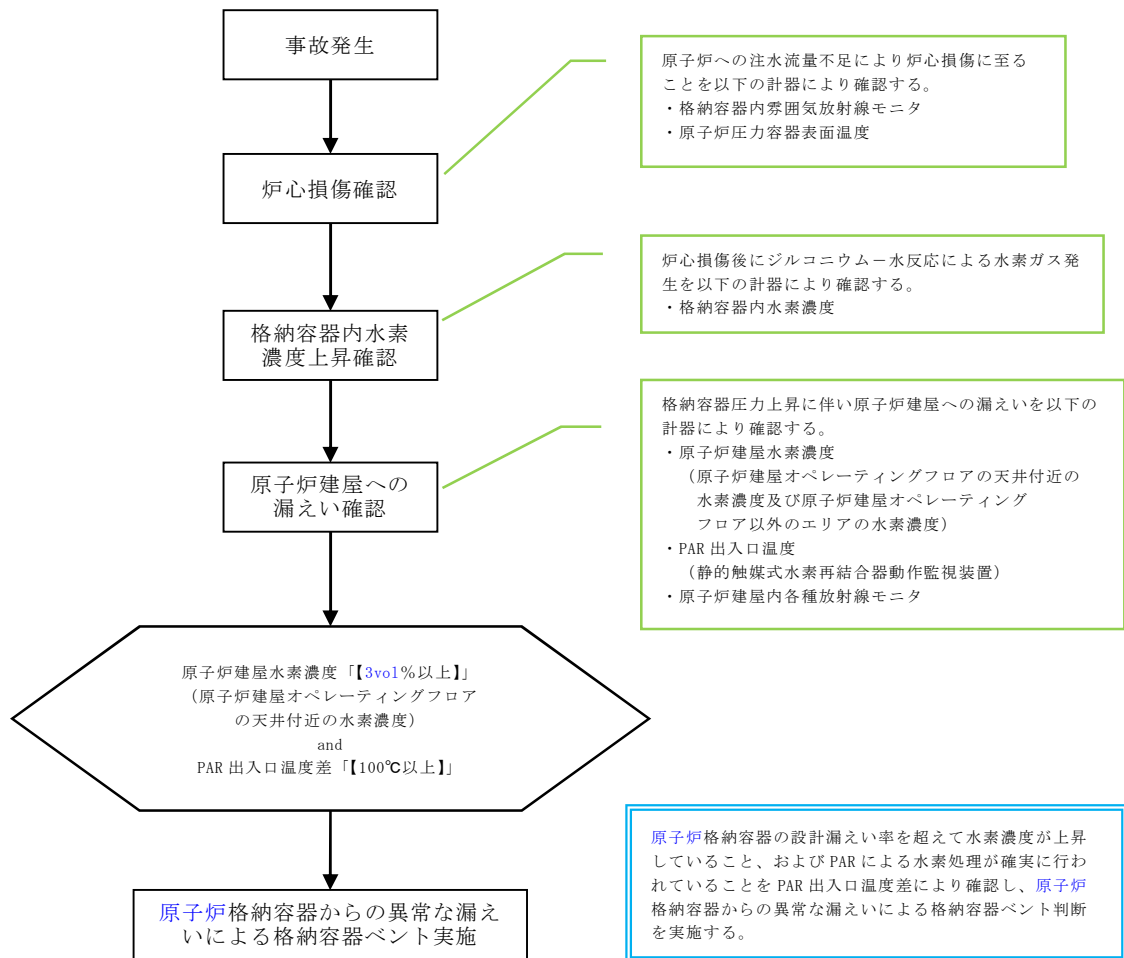 事故発生
原子炉への注水流量不足により炉心損傷に至る
ことを以下の計器により確認する。
・格納容器内雰囲気放射線モニタ
・原子炉圧力容器表面温度
炉心損傷確認
炉心損傷後にジルコニウム－水反応による水素ガス発
生を以下の計器により確認する。
・格納容器内水素濃度
格納容器内水素
濃度上昇確認
格納容器圧力上昇に伴い原子炉建屋への漏えいを以下の
計器により確認する。
・原子炉建屋水素濃度
（原子炉建屋オペレーティングフロアの天井付近の
水素濃度及び原子炉建屋オペレーティング
フロア以外のエリアの水素濃度）
・PAR 出入口温度
（静的触媒式水素再結合器動作監視装置）
・原子炉建屋内各種放射線モニタ
原子炉建屋への
漏えい確認
原子炉建屋水素濃度「【3vol%以上】」
（原子炉建屋オペレーティングフロア
の天井付近の水素濃度）
and
PAR 出入口温度差「【100℃以上】」
原子炉格納容器の設計漏えい率を超えて水素濃度が上昇
していること、および PAR による水素処理が確実に行わ
れていることを PAR 出入口温度差により確認し、原子炉
格納容器からの異常な漏えいによる格納容器ベント判断
を実施する。
原子炉格納容器からの異常な漏え
いによる格納容器ベント実施